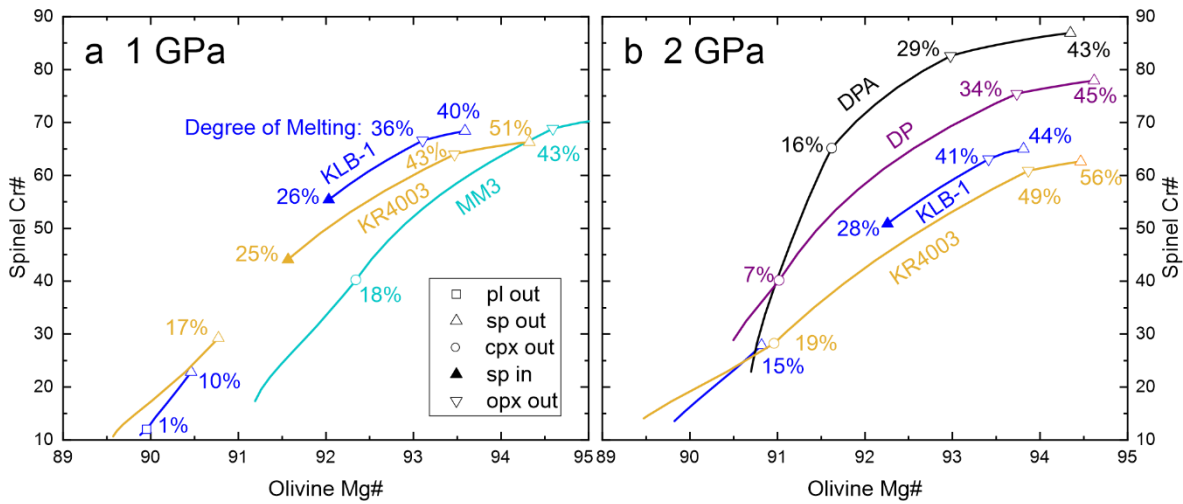 a 1 GPa
Spinel Cr#
90
80
70
60
50
40
30
20
10
Degree of Melting:
36%
40%
51%
KLB-1
43%
43%
26%
KR4003
MM3
25%
18%
17%
10%
1%
pl out
sp out
cpx out
sp in
opx out
89 90 91 92 93 94 95
Olivine Mg#
b 2 GPa
29%
43%
DPA
34%
45%
16%
DP
44%
41%
KLB-1
56%
49%
28%
KR4003
7%
19%
15%
89 90 91 92 93 94 95
Olivine Mg#
90
80
70
60
50
40
30
20
10
Spinel Cr#